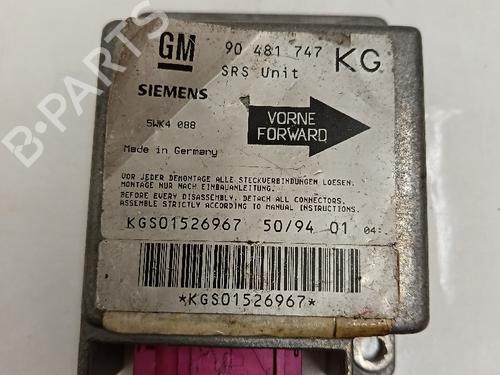 GM
90 481 747 KG
SRS Unit
SIEMENS
VORNE
FORWARD
5WK4 088
Made in Germany
VOR JEDER DEMONTAGE ALLE STECKVERBINDUNGEN LOESEN.
MONTAGE NUR NACH EINBAUANLEITUNG.
BEFORE EVERY DISASSEMBLY, DETACH ALL CONNECTORS.
ASSEMBLE STRICTLY ACCORDING TO MANUAL INSTRUCTIONS.
KGS01526967 50/94 01 04:
*KGS01526967*
B-PARTS